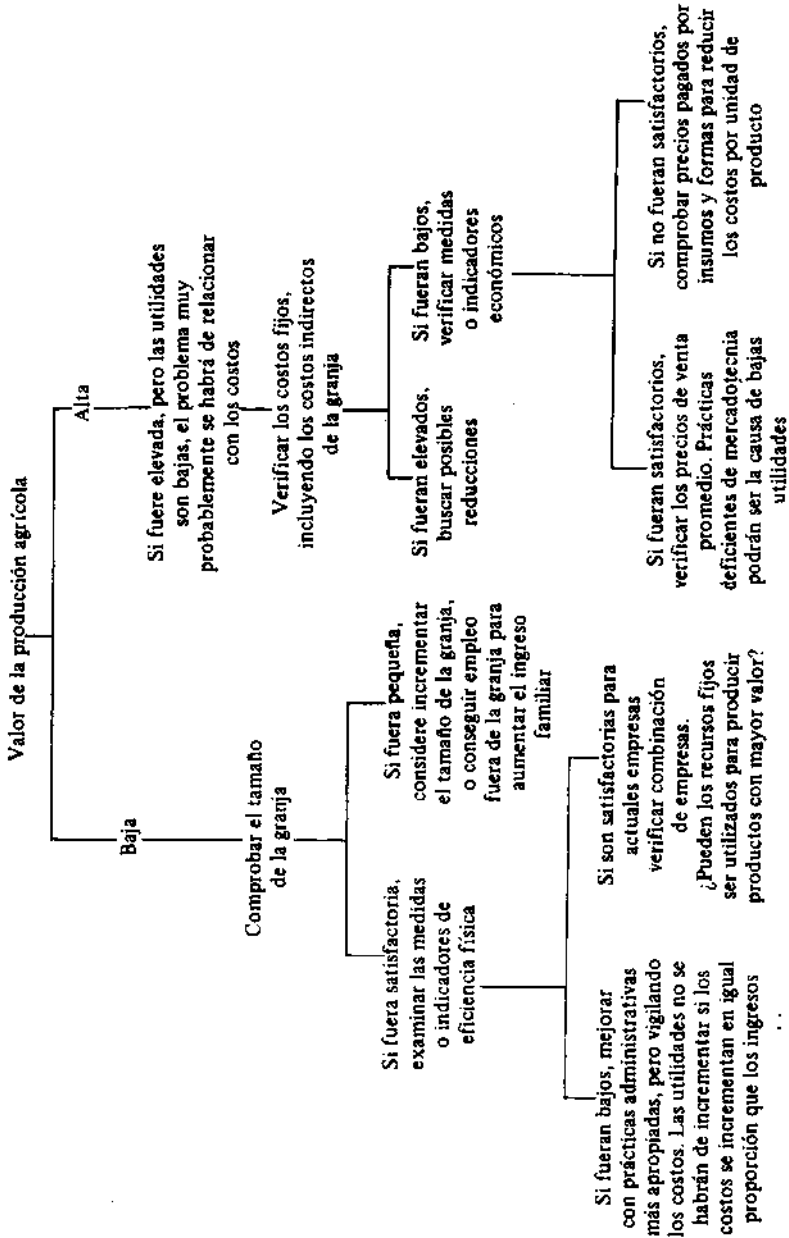 Valor de la producción agrícola
Baja
Alta
Comprobar el tamaño
de la granja
Si fuere elevada, pero las utilidades
son bajas, el problema muy
probablemente se habrá de relacionar
con los costos
Verificar los costos fijos,
incluyendo los costos indirectos
de la granja
Si fuera satisfactoria,
examinar las medidas
o indicadores de
eficiencia física
Si fuera pequeña,
considere incrementar
el tamaño de la granja,
o conseguir empleo
fuera de la granja para
aumentar el ingreso
familiar
Si fueran elevados,
buscar posibles
reducciones
Si fueran bajos,
verificar medidas
o indicadores
económicos
Si fueran bajos, mejorar
con prácticas administrativas
más apropiadas, pero vigilando
los costos. Las utilidades no se
habrán de incrementar si los
costos se incrementan en igual
proporción que los ingresos
Si son satisfactorias para
actuales empresas
verificar combinación
de empresas.
¿Pueden los recursos fijos
ser utilizados para producir
productos con mayor valor?
Si fueran satisfactorios,
verificar los precios de venta
promedio. Prácticas
deficientes de mercadotecnia
podrán ser la causa de bajas
utilidades
Si no fueran satisfactorios,
comprobar precios pagados por
insumos y formas para reducir
los costos por unidad de
producto